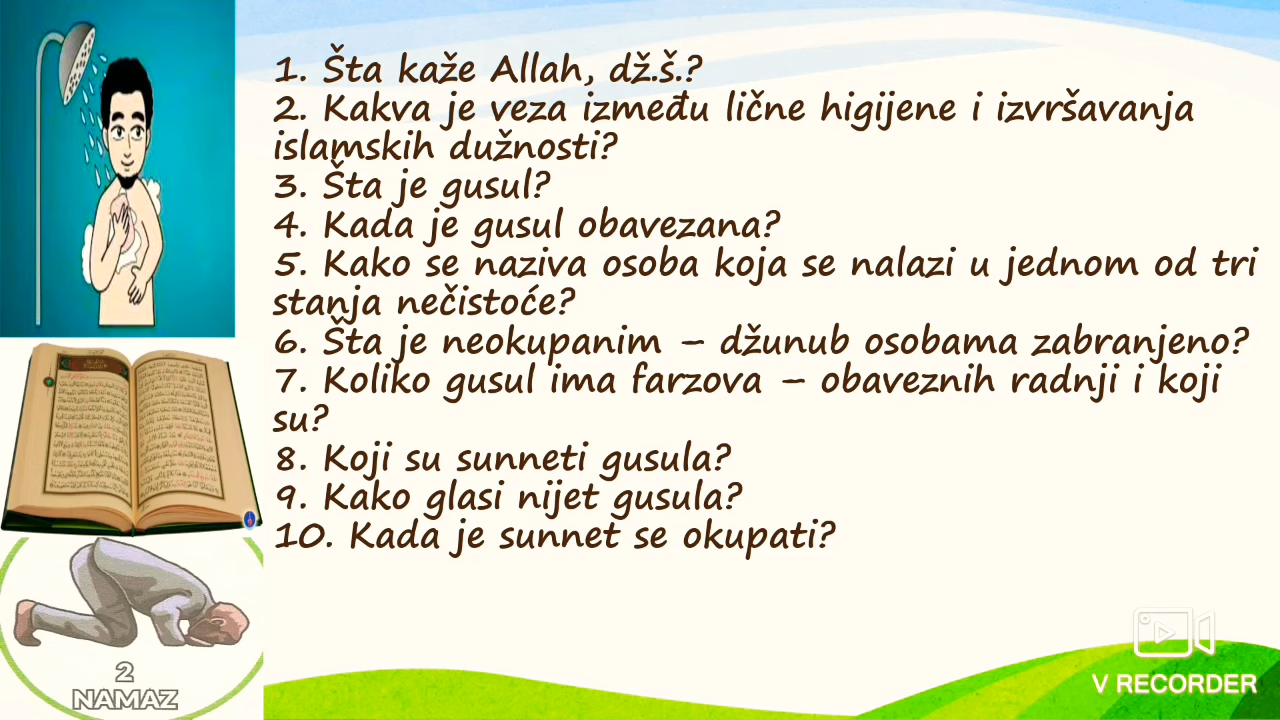 1. Šta kaže Allah, dž.š.?
2. Kakva je veza između lične higijene i izvršavanja
islamskih dužnosti?
3. Šta je gusul?
4. Kada je gusul obavezana?
5. Kako se naziva osoba koja se nalazi u jednom od tri
stanja nečistoće?
6. Šta je neokupanim – džunub osobama zabranjeno?
7. Koliko gusul ima farzova – obaveznih radnji i koji
su?
8. Koji su sunneti gusula?
9. Kako glasi nijet gusula?
10. Kada je sunnet se okupati?
2
NAMAZ
V RECORDER